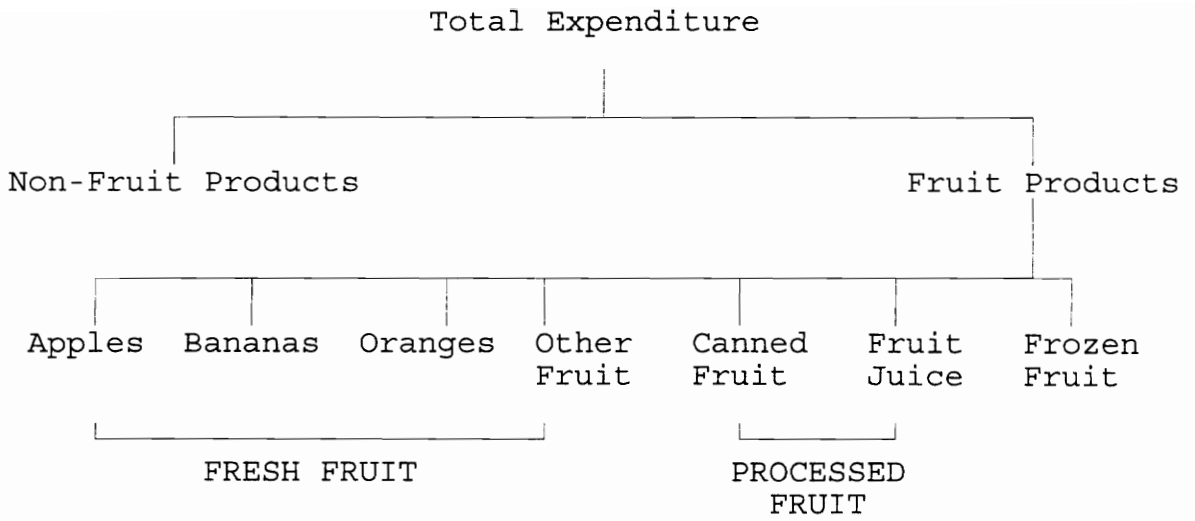 Total Expenditure
Non-Fruit Products Fruit Products
Apples Bananas Oranges Other Canned Fruit Frozen
Fruit Fruit Juice Fruit
FRESH FRUIT PROCESSED
FRUIT